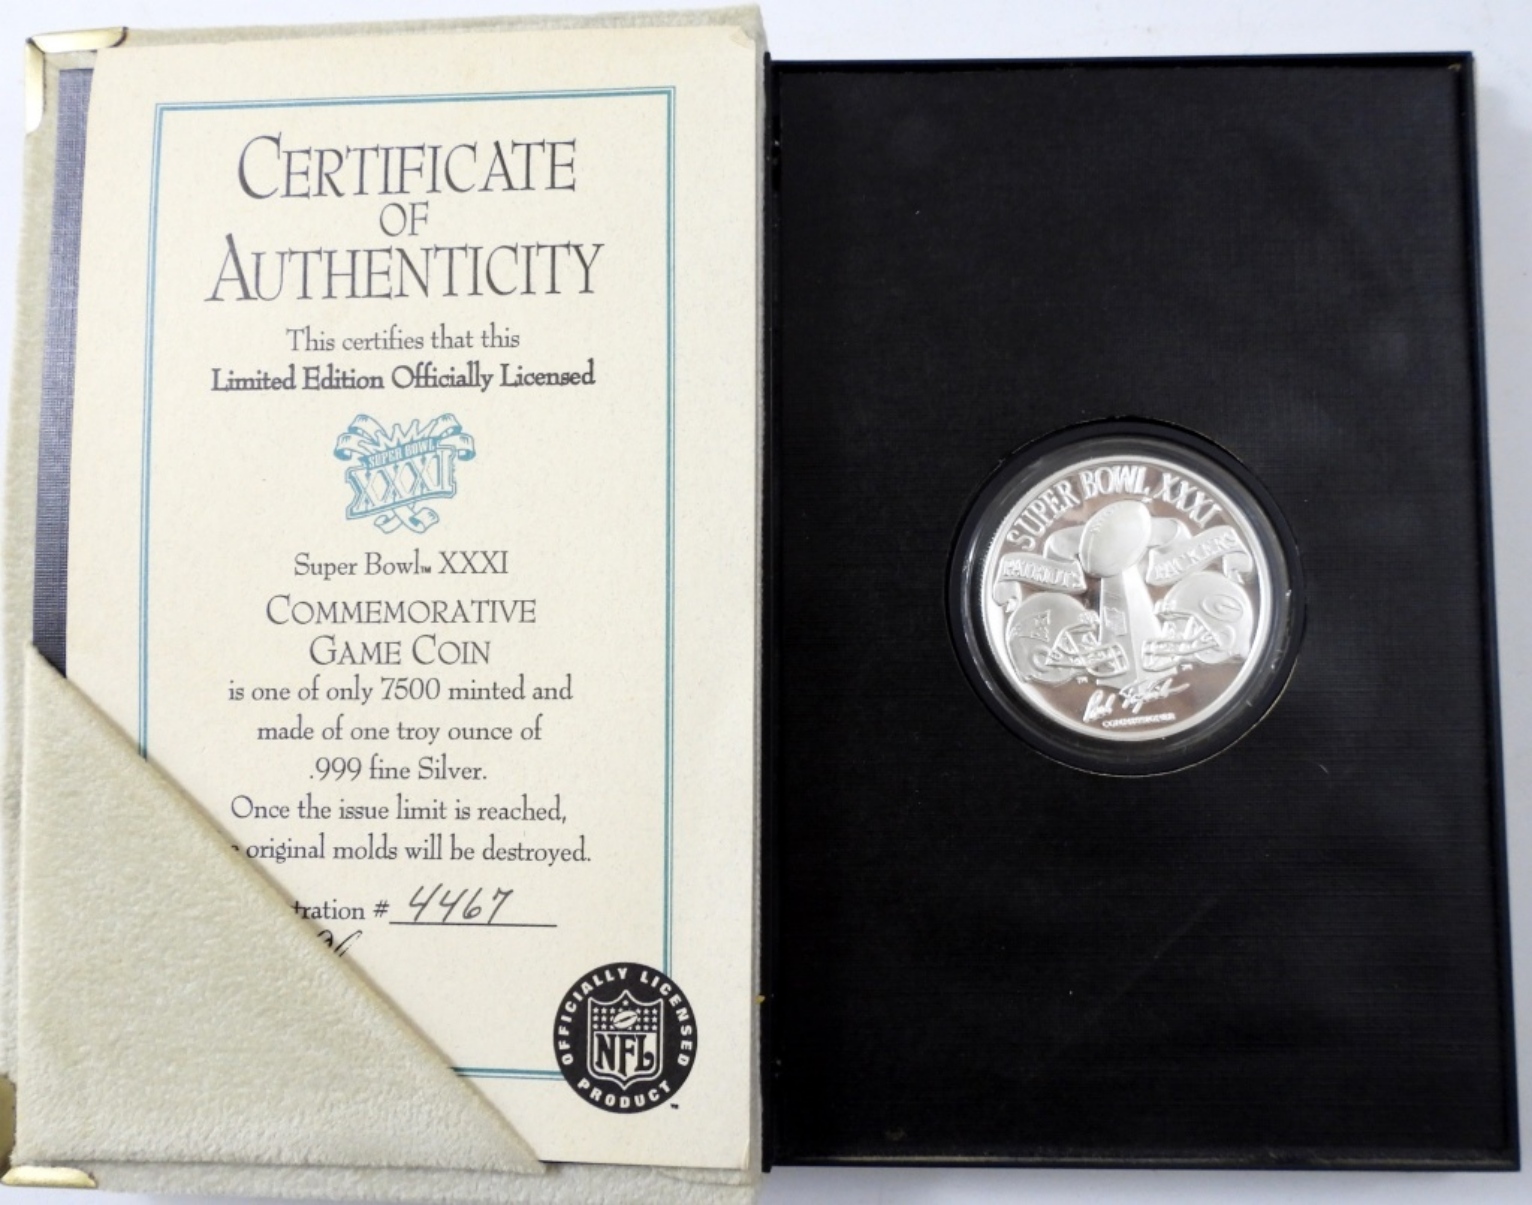 CERTIFICATE
OF
AUTHENTICITY
This certifies that this
Limited Edition Officially Licensed
SUPER BOWL
XXXI
Super Bowl™ XXXI
COMMEMORATIVE
GAME COIN
is one of only 7500 minted and
made of one troy ounce of
.999 fine Silver.
Once the issue limit is reached,
original molds will be destroyed.
tration # 4467
OFFICIALLY LICENSED
NFL
PRODUCT
SUPER BOWL XXXI
PATRIOTS PACKERS
COMMISSIONER